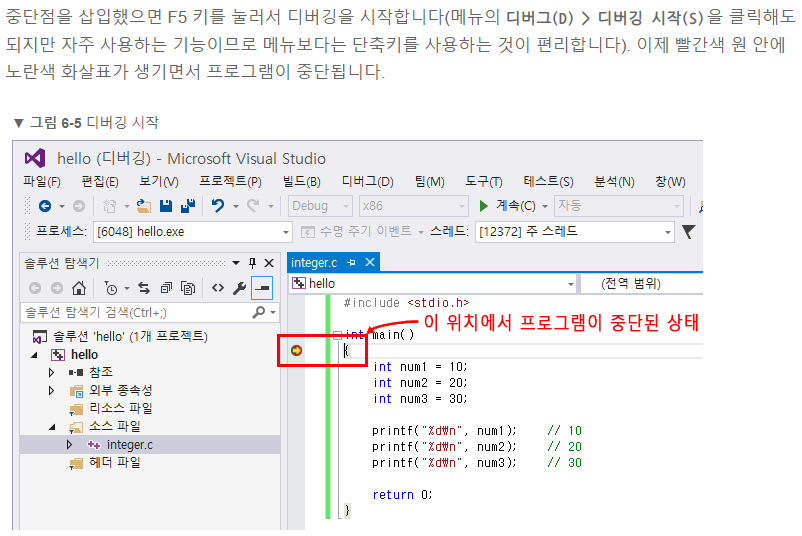 중단점을 삽입했으면 F5 키를 눌러서 디버깅을 시작합니다(메뉴의 디버그(D) > 디버깅 시작(S)을 클릭해도
되지만 자주 사용하는 기능이므로 메뉴보다는 단축키를 사용하는 것이 편리합니다). 이제 빨간색 원 안에
노란색 화살표가 생기면서 프로그램이 중단됩니다.
▼ 그림 6-5 디버깅 시작
hello (디버깅) - Microsoft Visual Studio
파일(F) 편집(E) 보기(V) 프로젝트(P) 빌드(B) 디버그(D) 팀(M) 도구(T) 테스트(S) 분석(N) 창(W)
Debug x86 계속(C) 자동
프로세스: [6048] hello.exe 수명 주기 이벤트 스레드: [12372] 주 스레드
솔루션 탐색기
솔루션 탐색기 검색(Ctrl+;)
솔루션 'hello' (1개 프로젝트)
hello
참조
외부 종속성
리소스 파일
소스 파일
integer.c
헤더 파일
integer.c
hello (전역 범위)
#include <stdio.h>
이 위치에서 프로그램이 중단된 상태
int main()
{
int num1 = 10;
int num2 = 20;
int num3 = 30;
printf("%d₩n", num1); // 10
printf("%d₩n", num2); // 20
printf("%d₩n", num3); // 30
return 0;
}